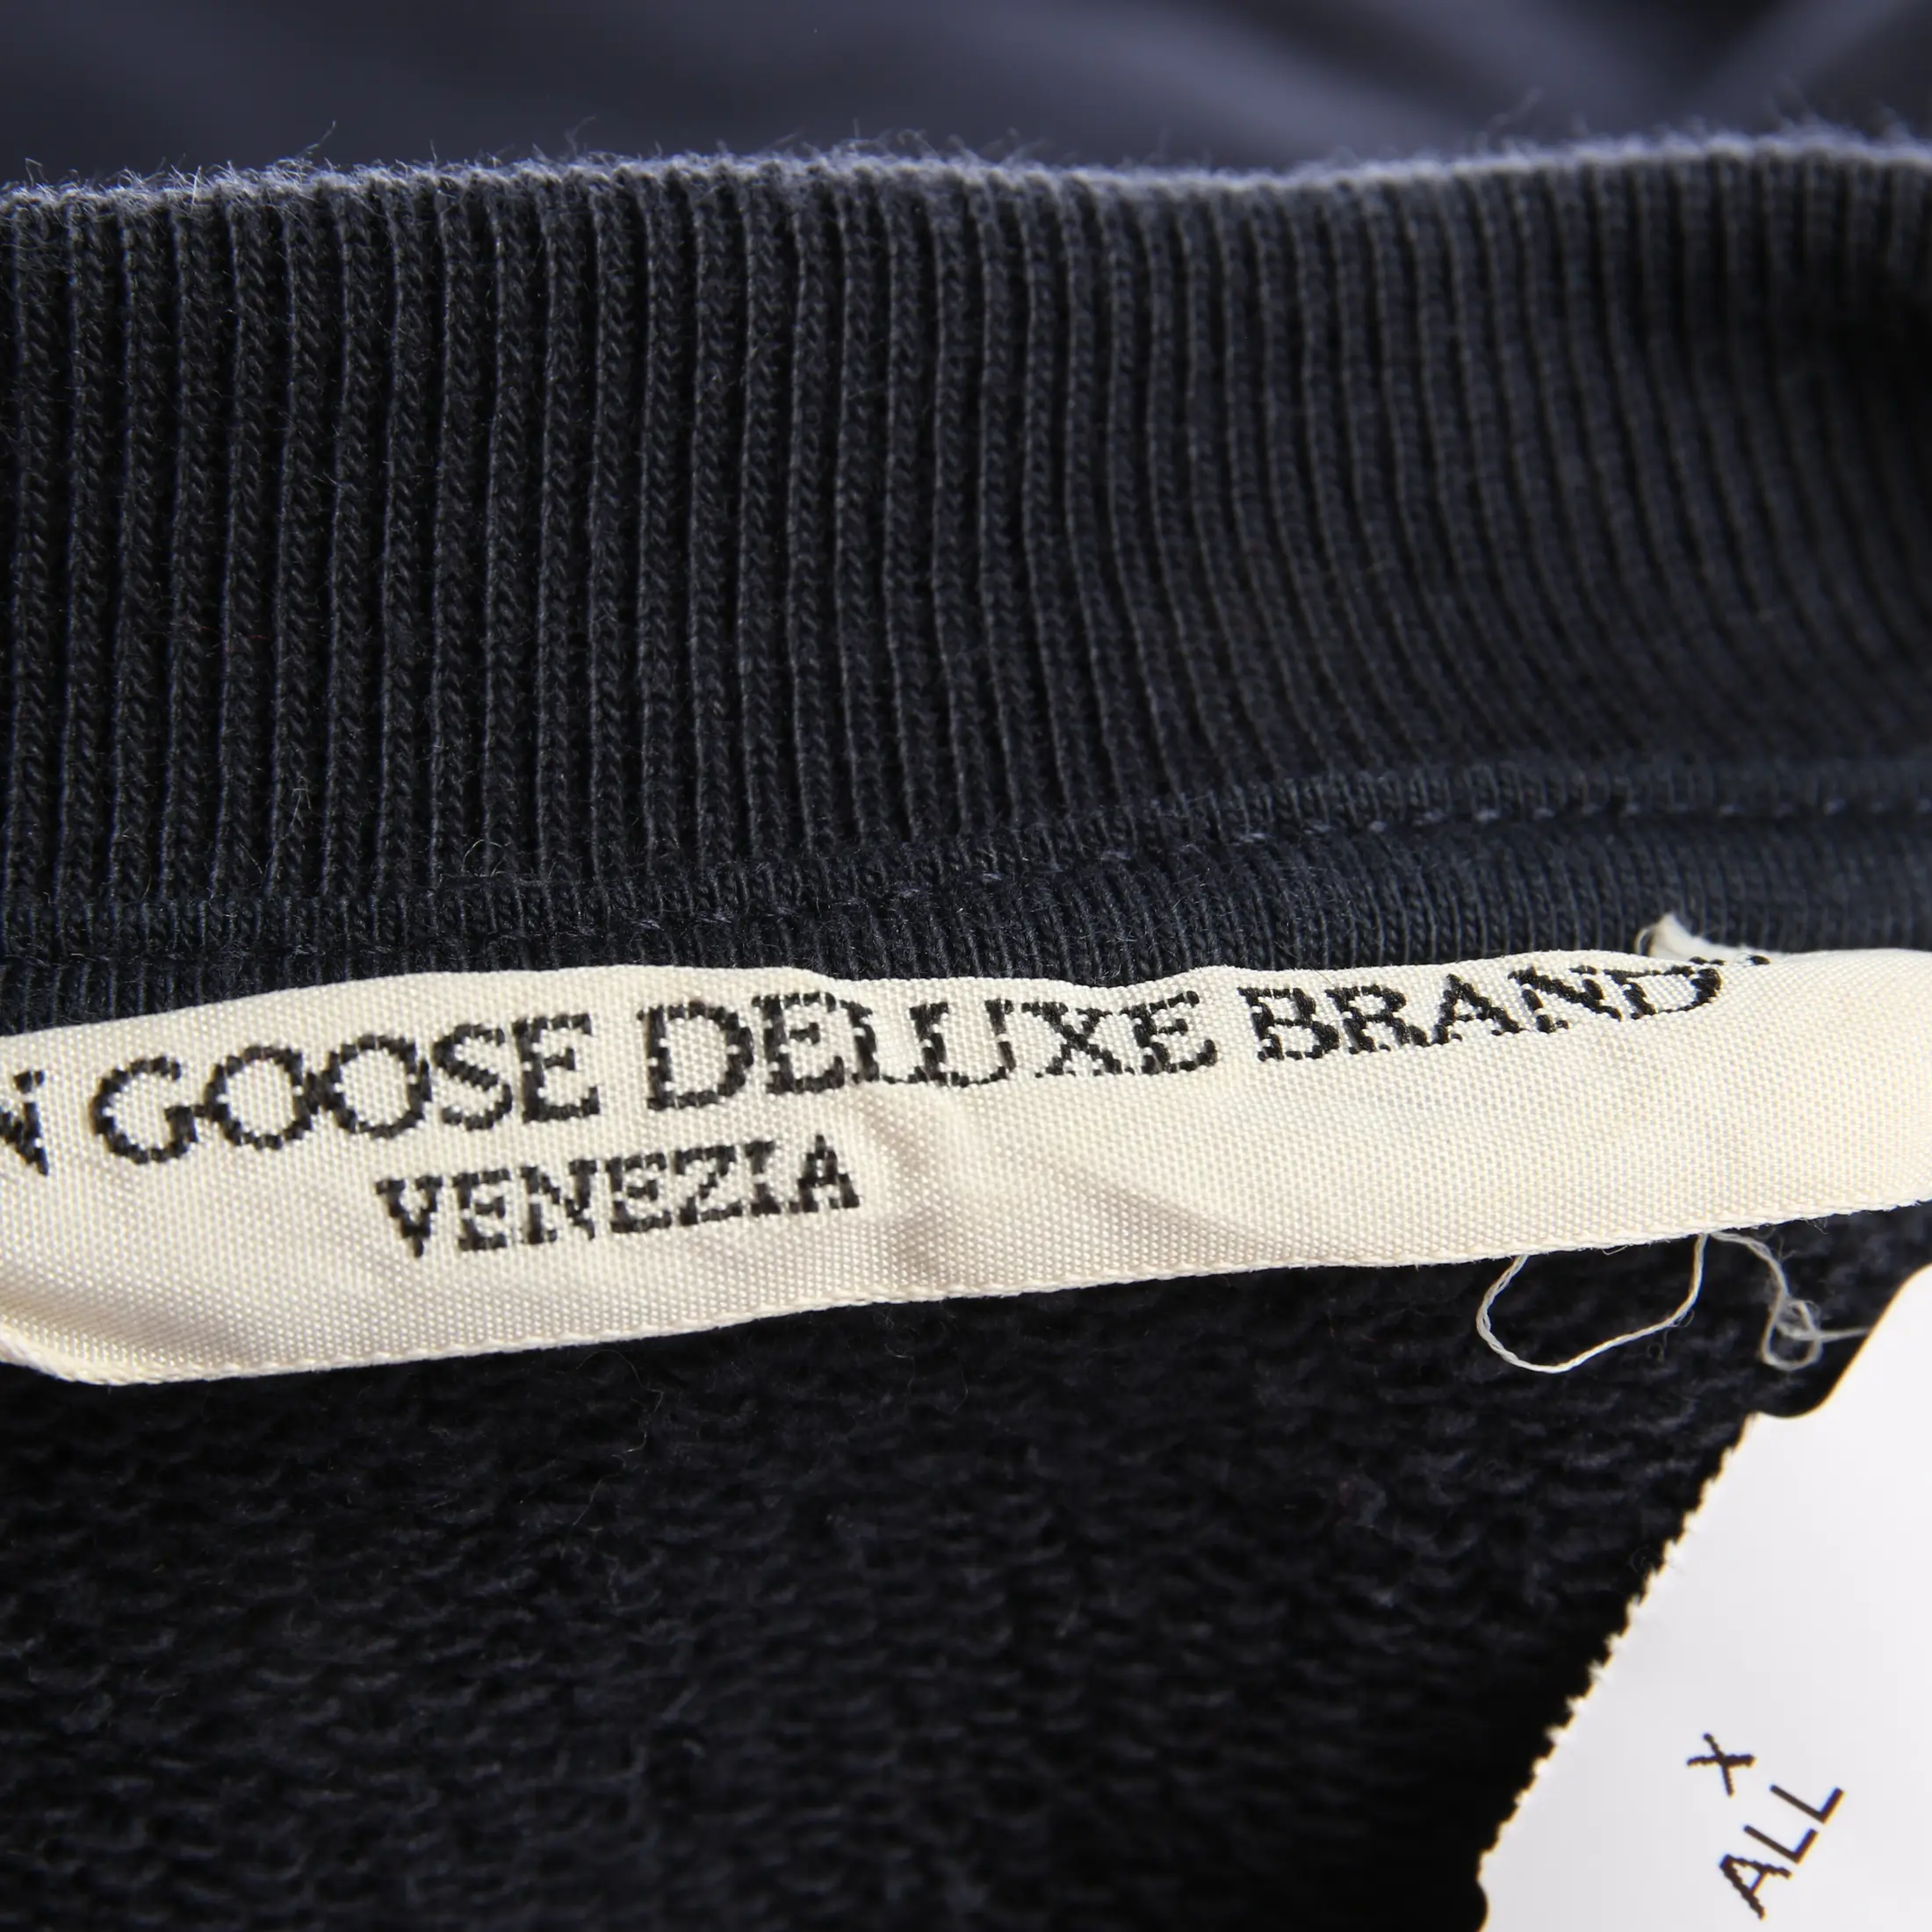 N GOOSE DELUXE BRAND
VENEZIA
X
ALL